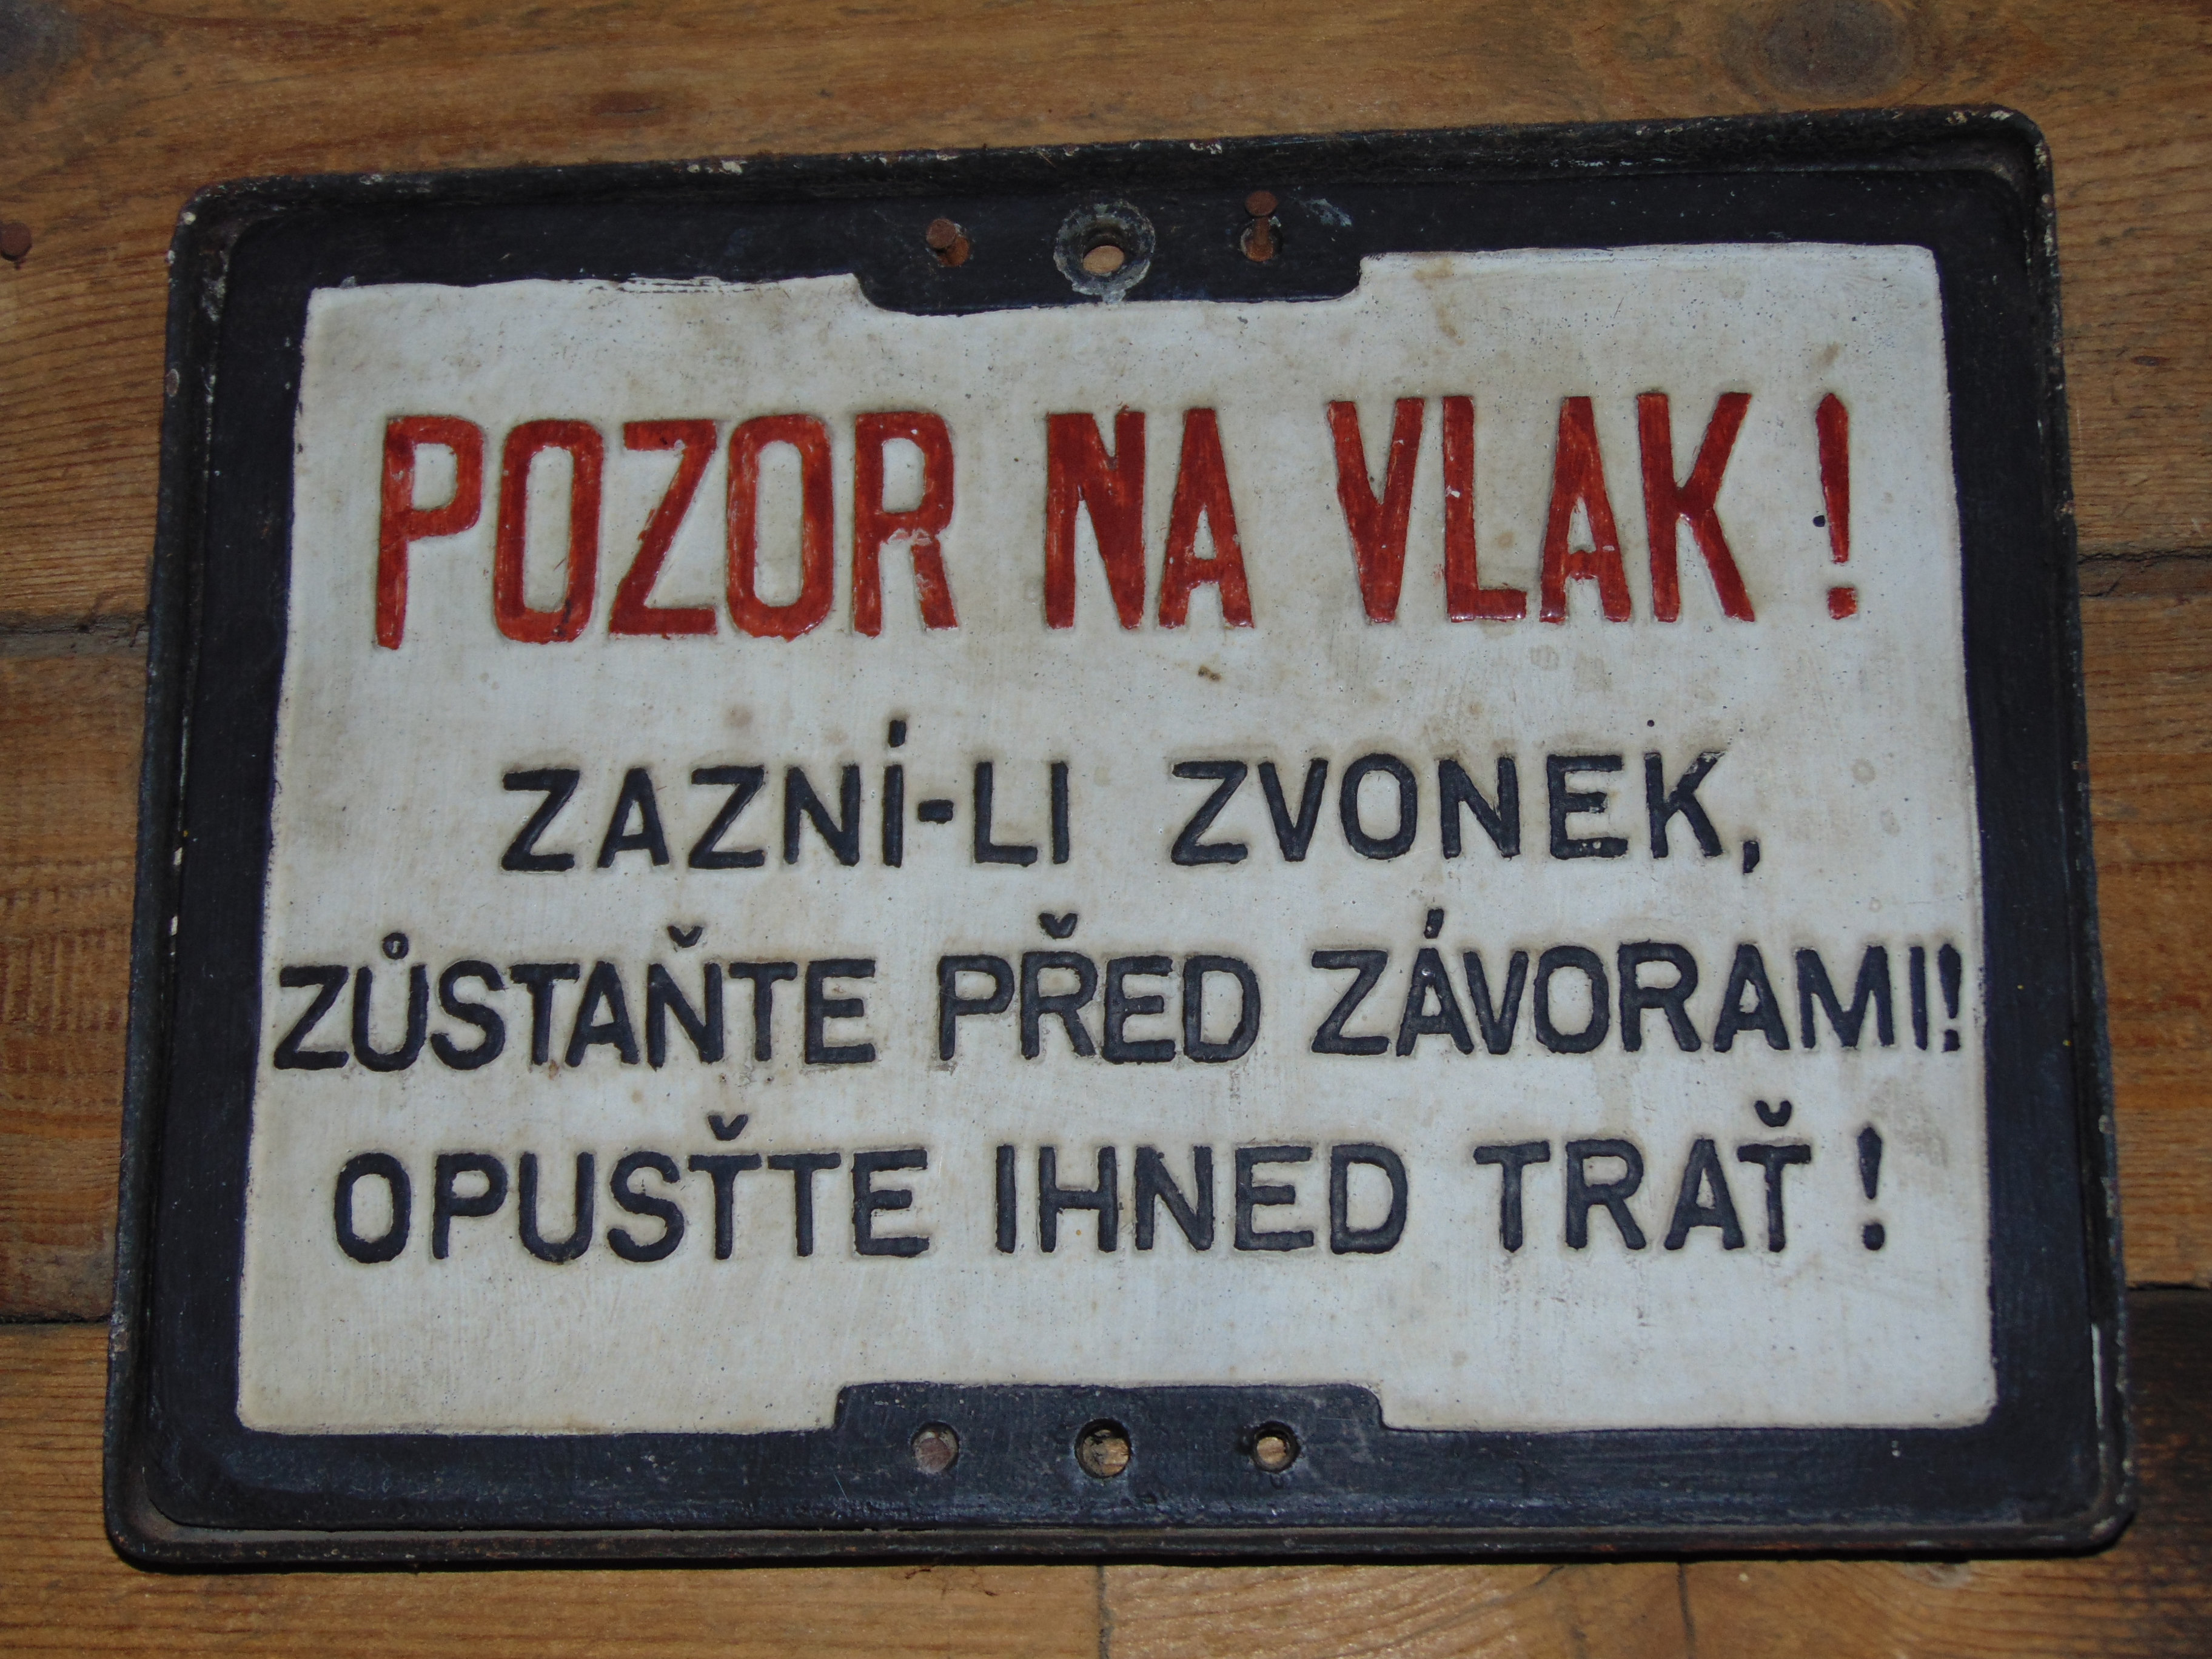 POZOR NA VLAK !
ZAZNÍ-LI ZVONEK,
ZŮSTAŇTE PŘED ZÁVORAMI!
OPUSŤTE IHNED TRAŤ !